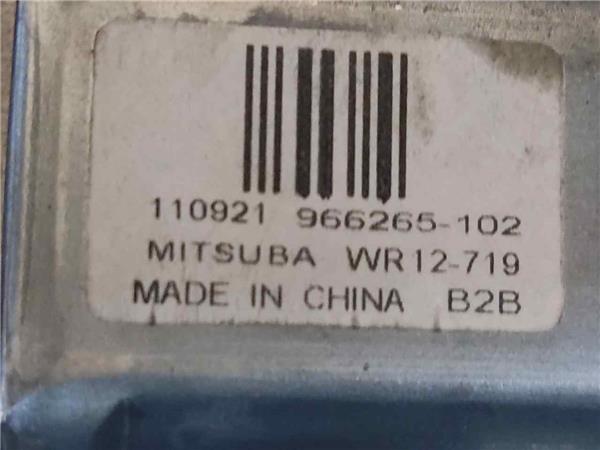 110921 966265-102
MITSUBA WR12-719
MADE IN CHINA B2B